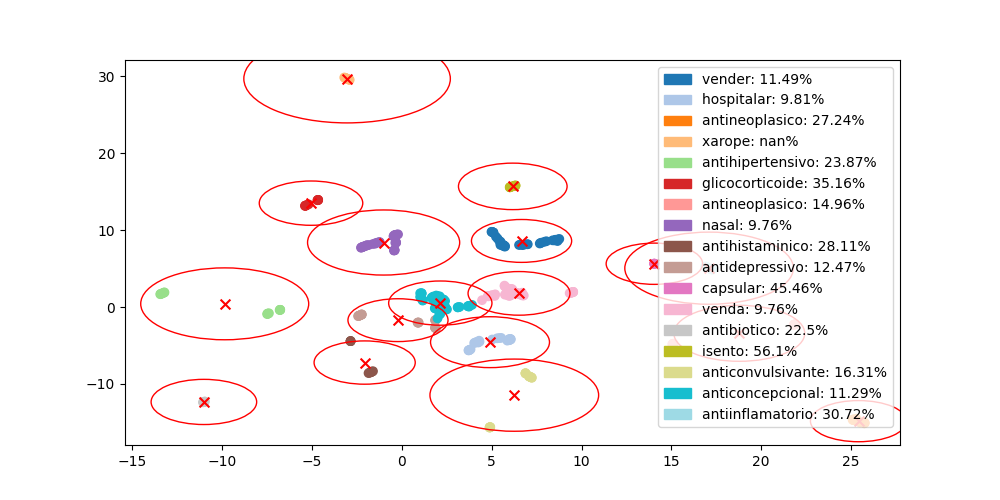 30
20
10
0
−10
−15
−10
−5
0
5
10
15
20
25
vender: 11.49%
hospitalar: 9.81%
antineoplasico: 27.24%
xarope: nan%
antihipertensivo: 23.87%
glicocorticoide: 35.16%
antineoplasico: 14.96%
nasal: 9.76%
antihistaminico: 28.11%
antidepressivo: 12.47%
capsular: 45.46%
venda: 9.76%
antibiotico: 22.5%
isento: 56.1%
anticonvulsivante: 16.31%
anticoncepcional: 11.29%
antiinflamatorio: 30.72%